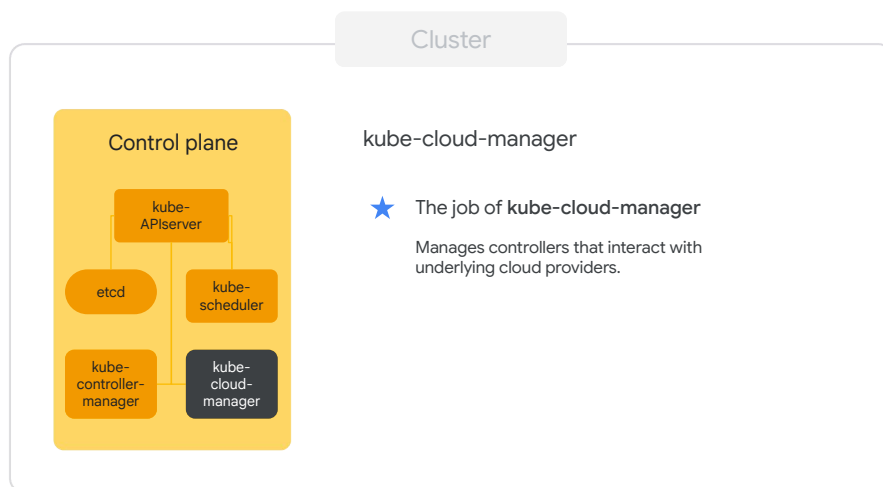 Cluster
Control plane
kube-
APIserver
etcd
kube-
scheduler
kube-
controller-
manager
kube-
cloud-
manager
kube-cloud-manager
The job of kube-cloud-manager
Manages controllers that interact with
underlying cloud providers.